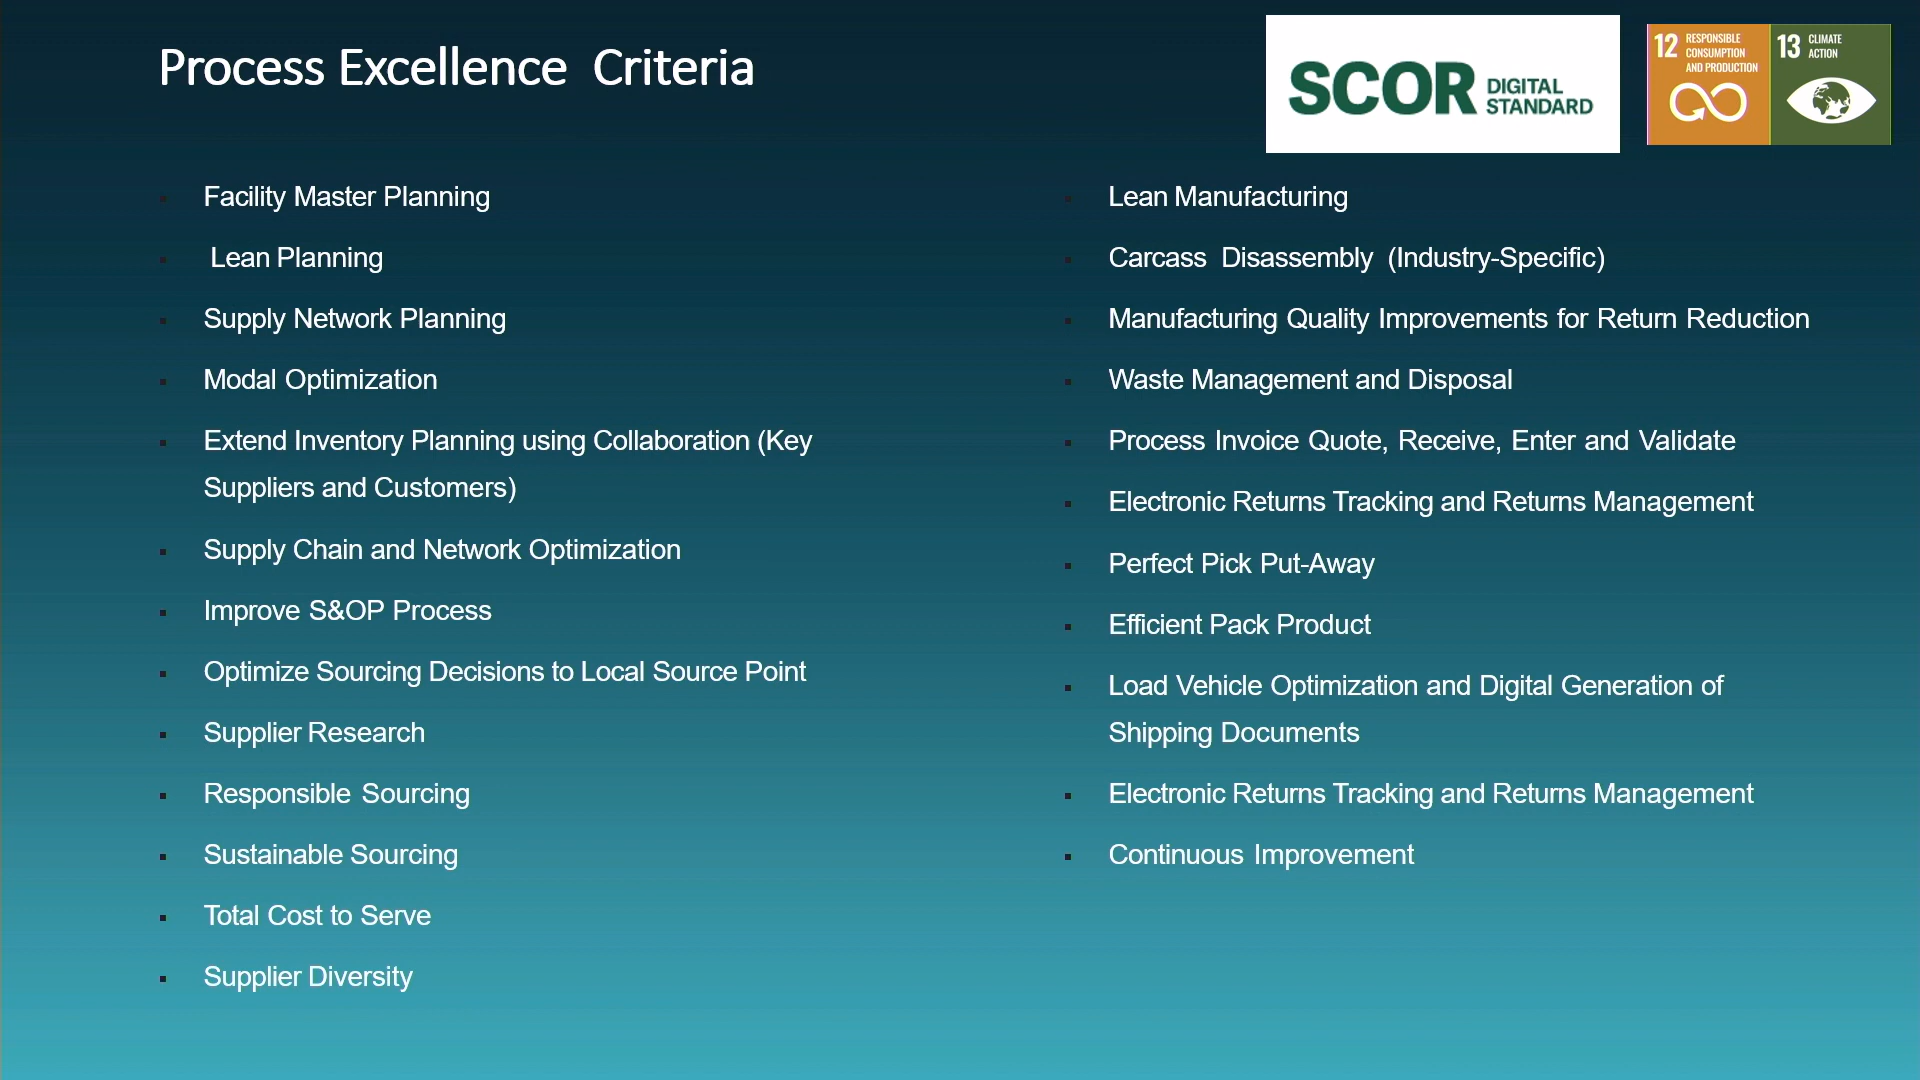 Process Excellence  Criteria
SCOR DIGITAL
STANDARD
12 RESPONSIBLE
CONSUMPTION
AND PRODUCTION
13 CLIMATE
ACTION
Facility Master Planning
Lean Planning
Supply Network Planning
Modal Optimization
Extend Inventory Planning using Collaboration (Key
Suppliers and Customers)
Supply Chain and Network Optimization
Improve S&OP Process
Optimize Sourcing Decisions to Local Source Point
Supplier Research
Responsible Sourcing
Sustainable Sourcing
Total Cost to Serve
Supplier Diversity
Lean Manufacturing
Carcass Disassembly (Industry-Specific)
Manufacturing Quality Improvements for Return Reduction
Waste Management and Disposal
Process Invoice Quote, Receive, Enter and Validate
Electronic Returns Tracking and Returns Management
Perfect Pick Put-Away
Efficient Pack Product
Load Vehicle Optimization and Digital Generation of
Shipping Documents
Electronic Returns Tracking and Returns Management
Continuous Improvement